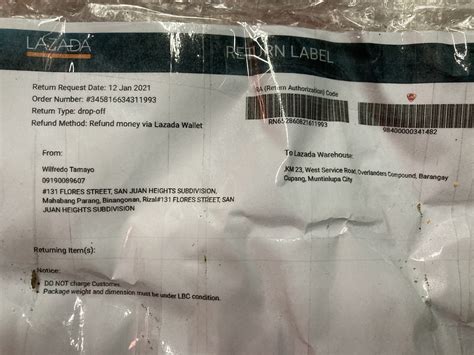 LAZADA
RETURN LABEL
Return Request Date: 12 Jan 2021
Order Number: #345816634311993
Return Type: drop-off
Refund Method: Refund money via Lazada Wallet
RA (Return Authorization) Code
RN652860821611993
98400000341482
From:
Wilfredo Tamayo
09190089607
#131 FLORES STREET, SAN JUAN HEIGHTS SUBDIVISION,
Mahabang Parang, Binangonan, Rizal#131 FLORES STREET, SAN
JUAN HEIGHTS SUBDIVISION
To Lazada Warehouse:
KM 23, West Service Row, Overlanders Compound, Barangay
Cupang, Muntinlupa City
Returning Item(s):
Notice:
DO NOT charge Customer.
Package weight and dimension must be under LBC condition.